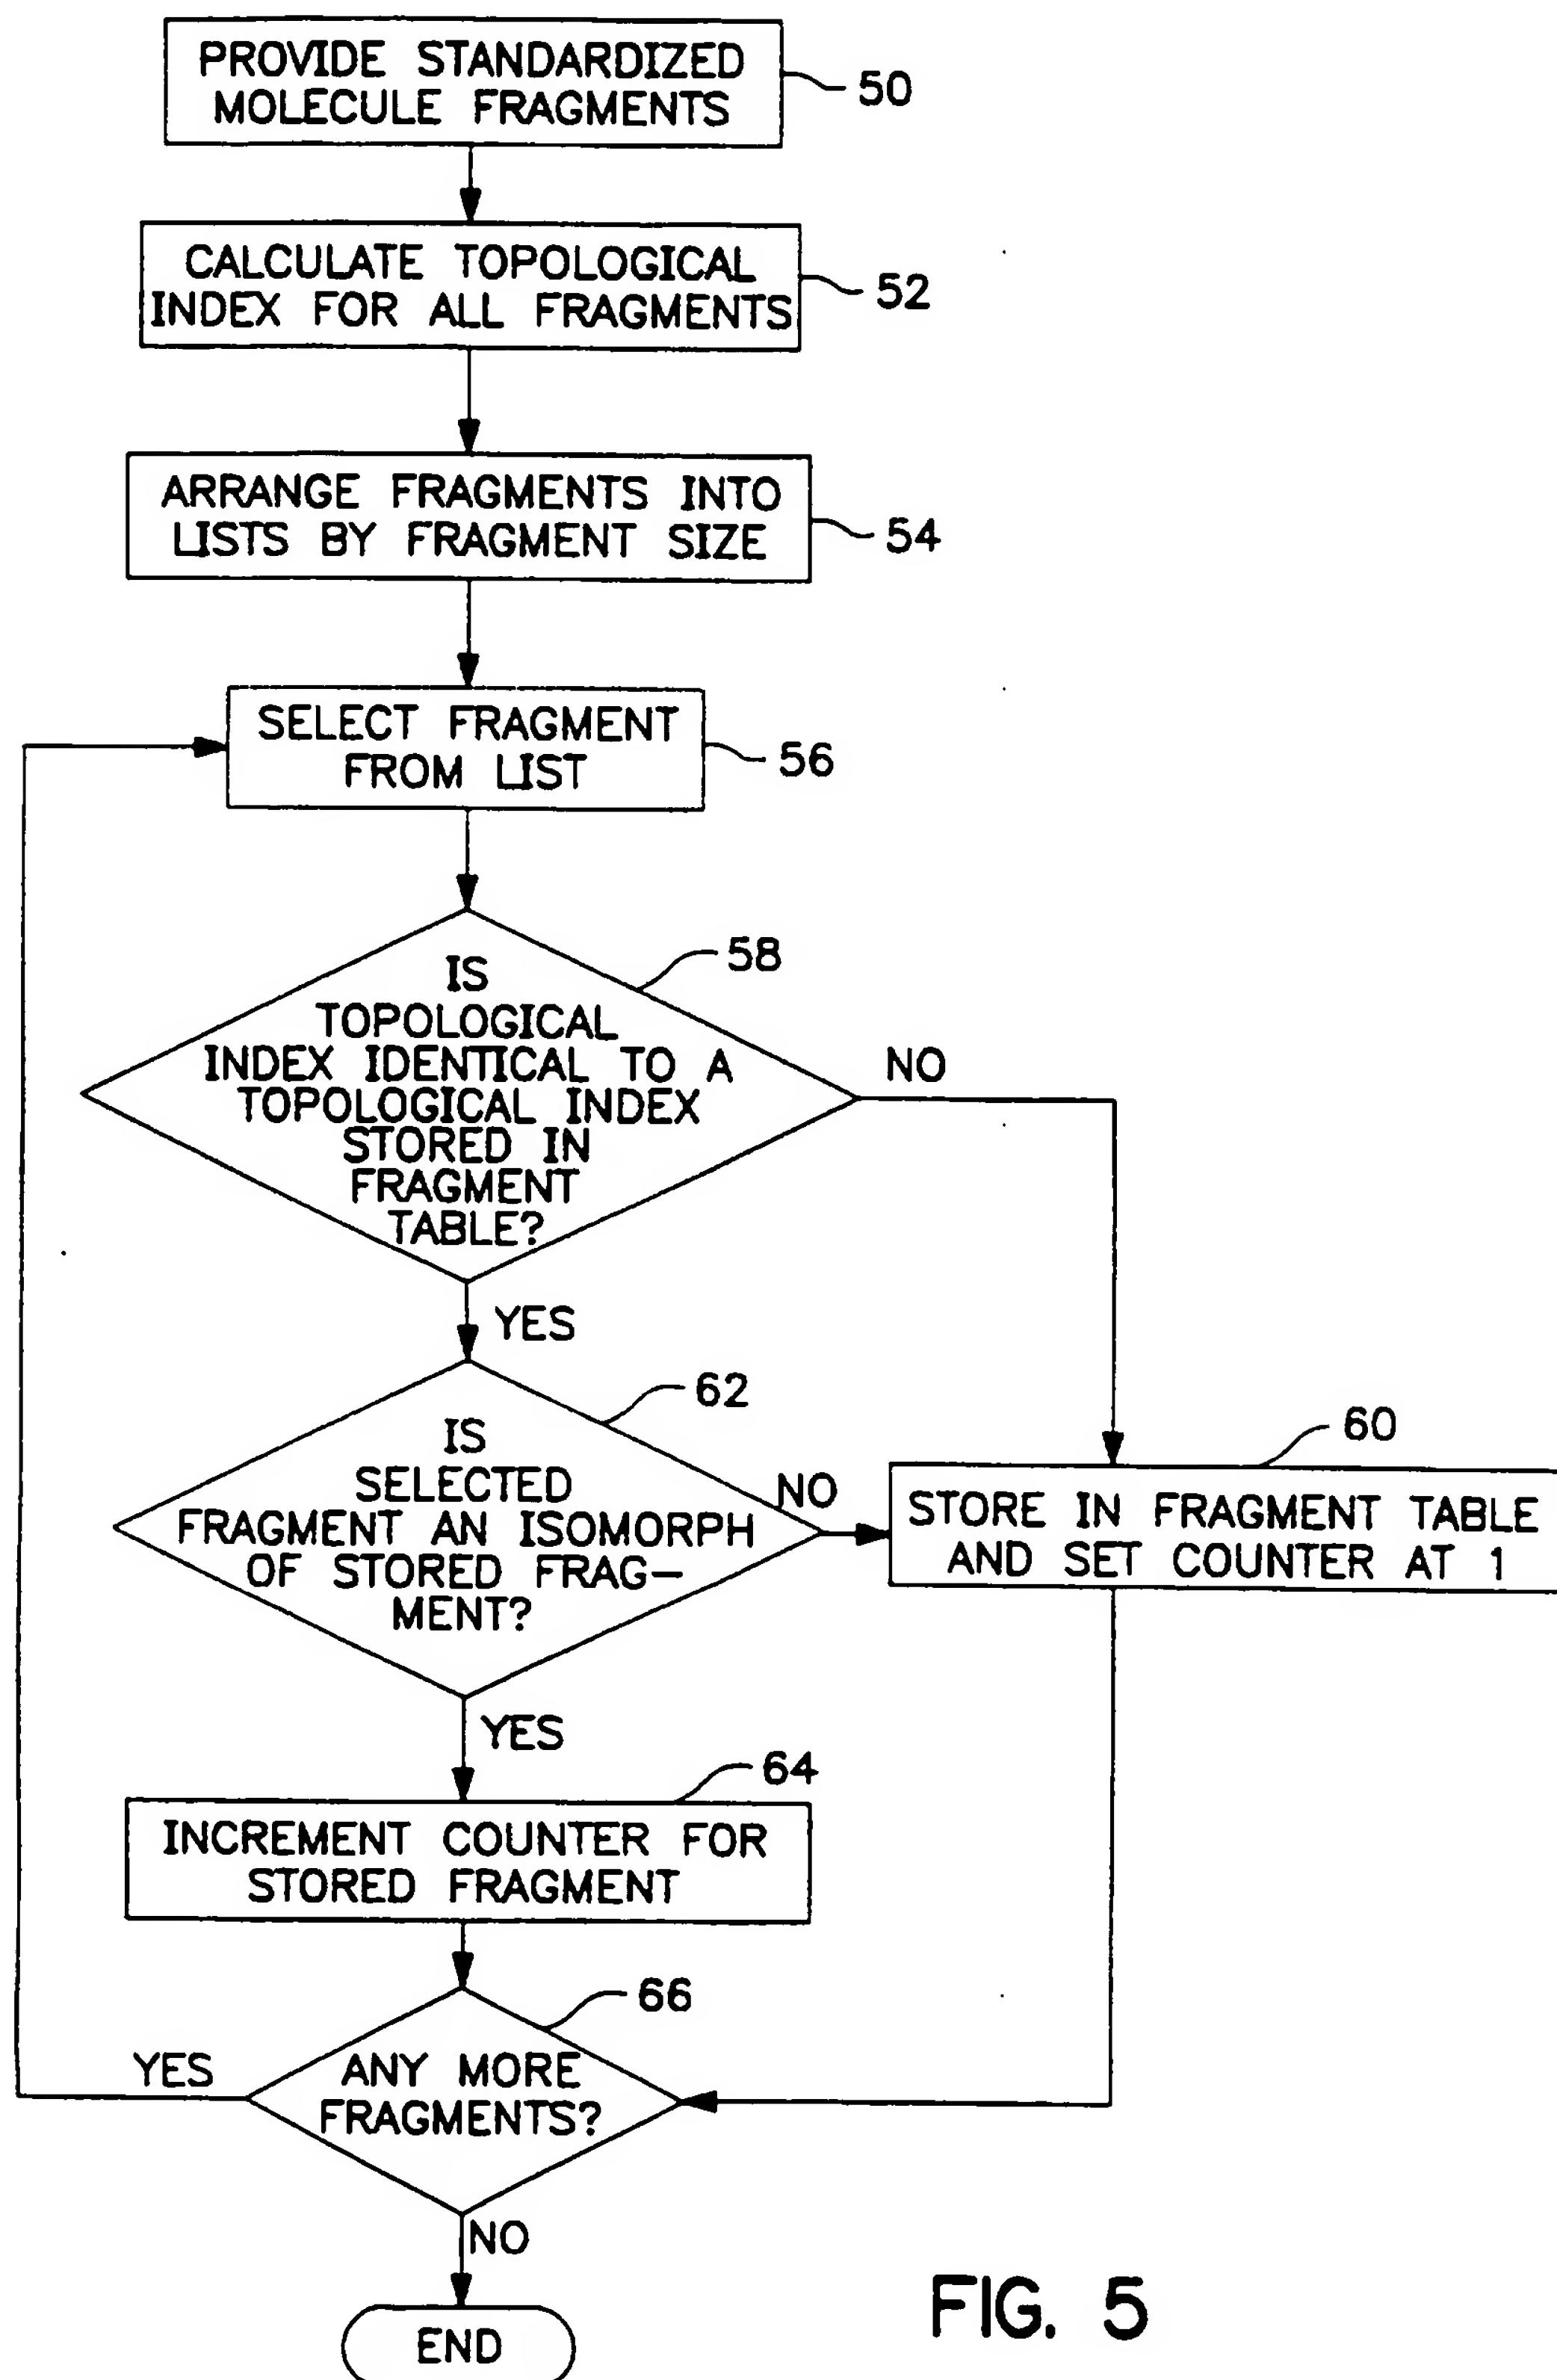 PROVIDE STANDARDIZED
MOLECULE FRAGMENTS
50
CALCULATE TOPOLOGICAL
INDEX FOR ALL FRAGMENTS
52
ARRANGE FRAGMENTS INTO
LISTS BY FRAGMENT SIZE
54
SELECT FRAGMENT
FROM LIST
56
58
IS
TOPOLOGICAL
INDEX IDENTICAL TO A
TOPOLOGICAL INDEX
STORED IN
FRAGMENT
TABLE?
NO
YES
62
IS
SELECTED
FRAGMENT AN ISOMORPH
OF STORED FRAG-
MENT?
NO
60
STORE IN FRAGMENT TABLE
AND SET COUNTER AT 1
YES
64
INCREMENT COUNTER FOR
STORED FRAGMENT
66
YES
ANY MORE
FRAGMENTS?
NO
END
FIG. 5